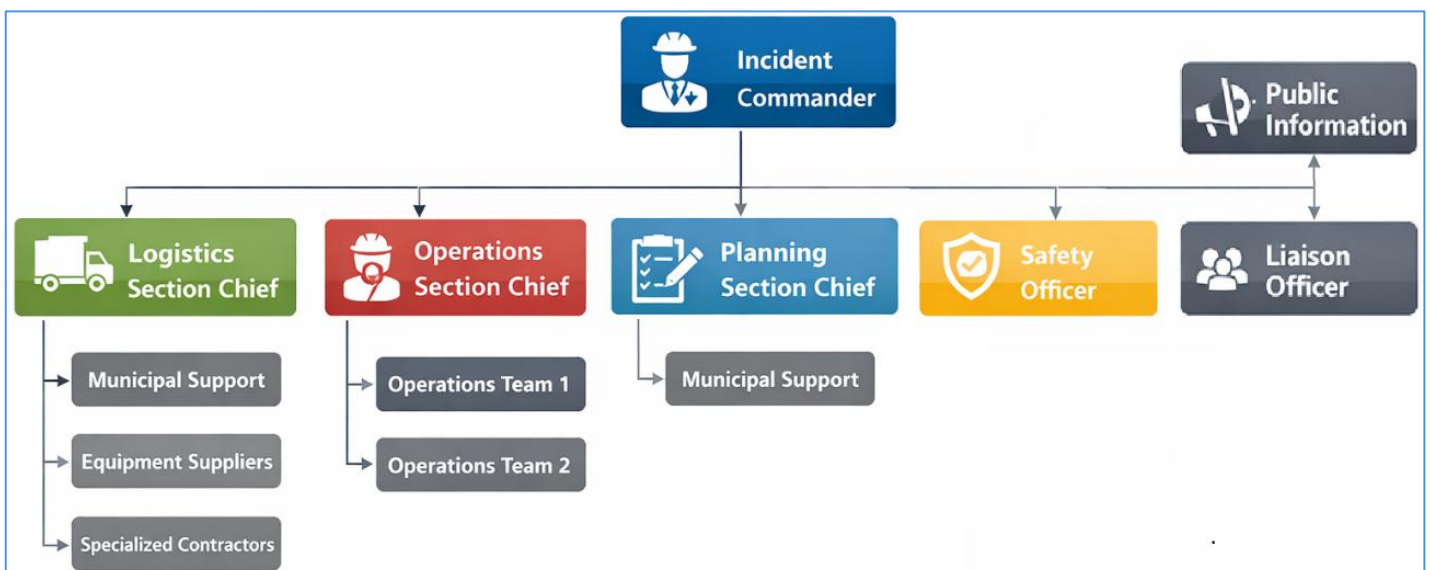 Incident
Commander
Public
Information
Logistics
Section Chief
Operations
Section Chief
Planning
Section Chief
Safety
Officer
Liaison
Officer
Municipal Support
Equipment Suppliers
Specialized Contractors
Operations Team 1
Operations Team 2
Municipal Support